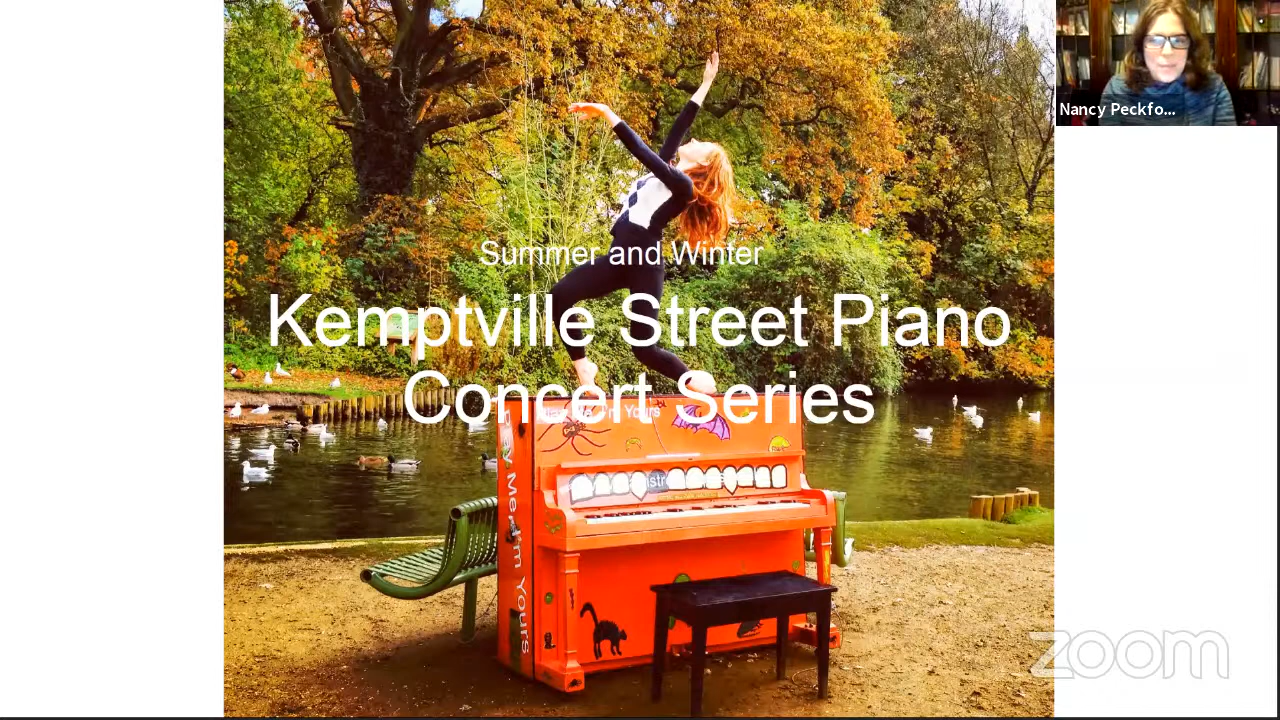 Nancy Peckfo...
Summer and Winter
Kemptville Street Piano
Concert Series
Play Me, I'm Yours
zoom